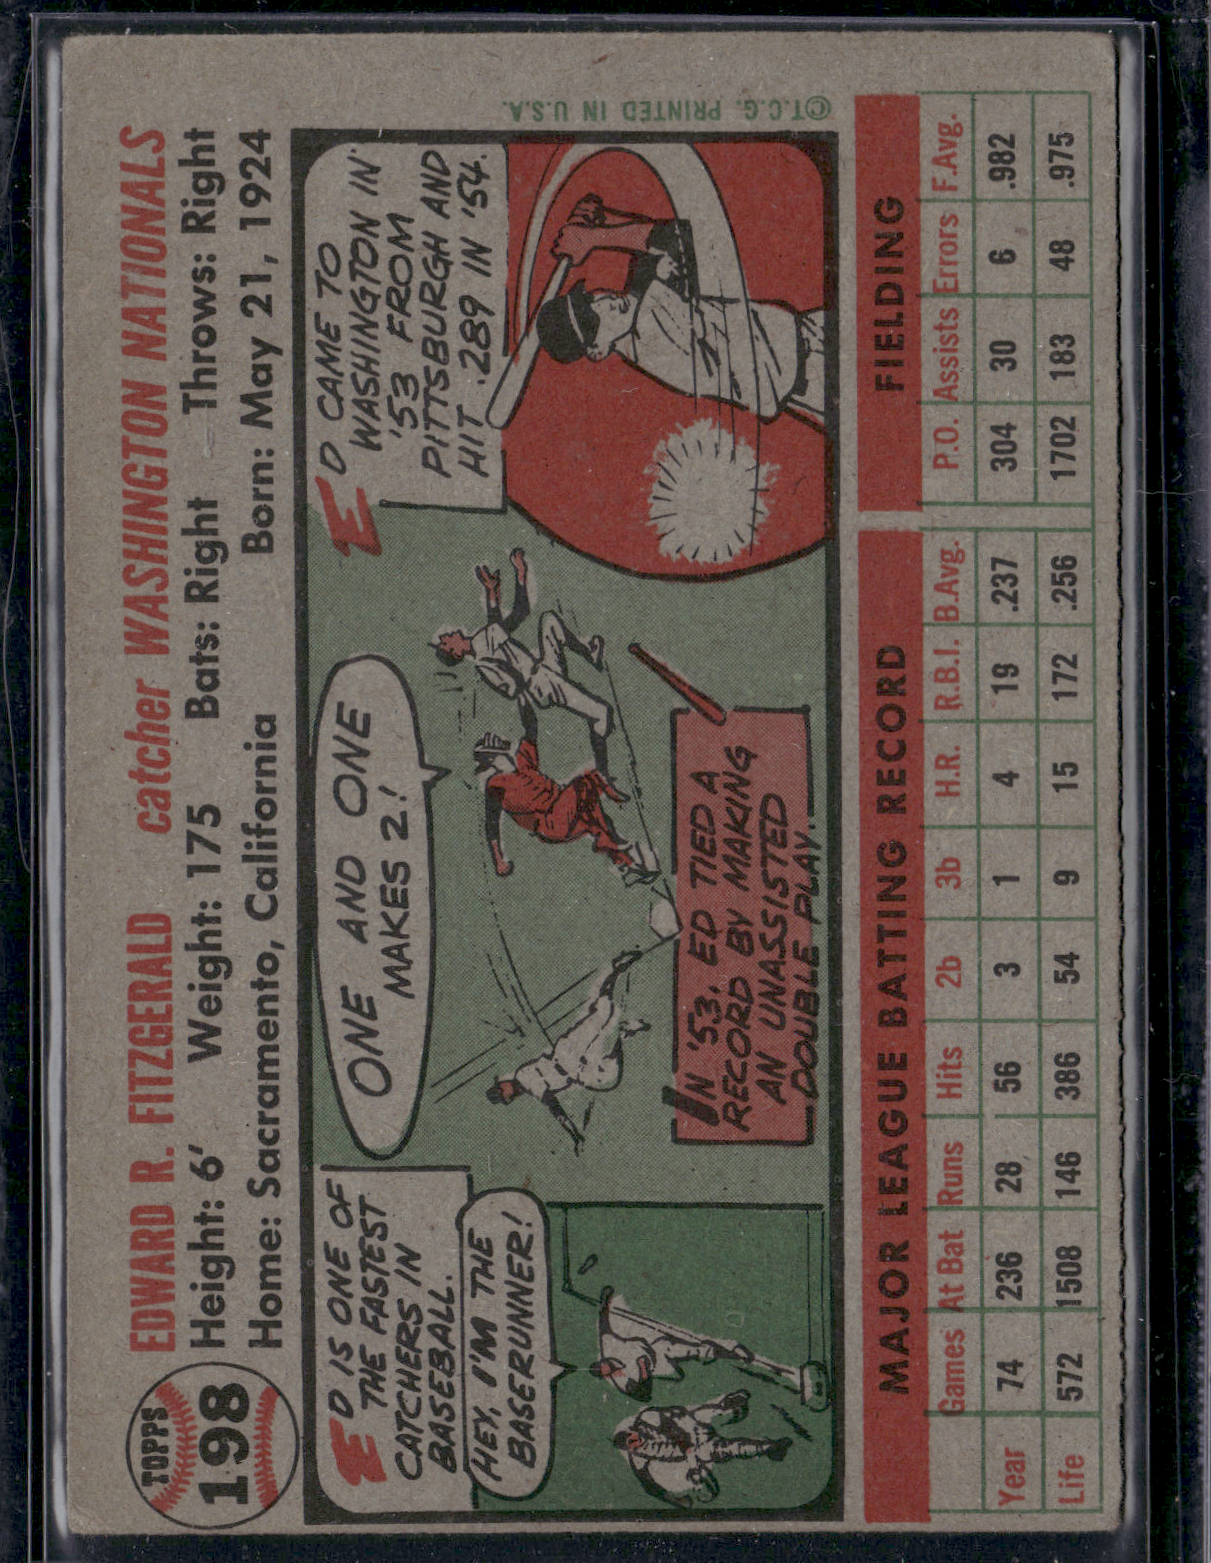 TOPPS
198
EDWARD R. FITZGERALD catcher WASHINGTON NATIONALS
Height: 6' Weight: 175 Bats: Right Throws: Right
Home: Sacramento, California Born: May 21, 1924
ED IS ONE OF
THE FASTEST
CATCHERS IN
BASEBALL.
HEY, I'M THE
BASERUNNER!
ONE AND ONE
MAKES 2!
IN '53, ED TIED A
RECORD BY MAKING
AN UNASSISTED
DOUBLE PLAY.
ED CAME TO
WASHINGTON IN
'53 FROM
PITTSBURGH AND
HIT .289 IN '54.
©T.C.G. PRINTED IN U.S.A.
MAJOR LEAGUE BATTING RECORD FIELDING
Games At Bat Runs Hits 2b 3b H.R. R.B.I. B.Avg. P.O. Assists Errors F.Avg.
Year 74 236 28 56 3 1 4 19 .237 304 30 6 .982
Life 572 1508 146 386 54 9 15 172 .256 1702 183 48 .975